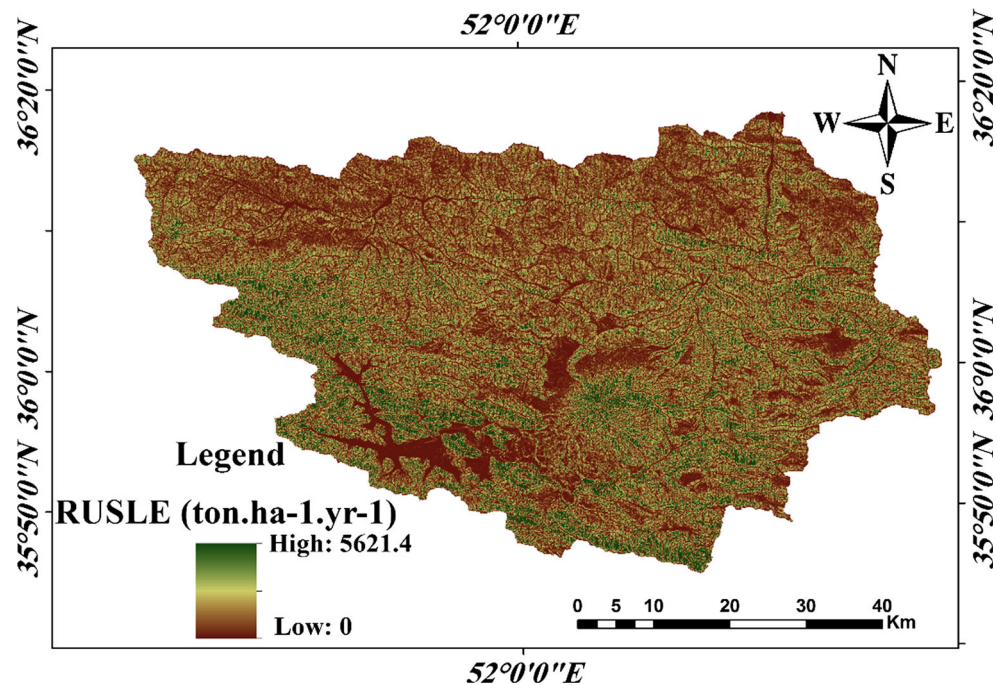 52°0'0"E
36°20'0"N
39°20'0"N
N
W
E
S
36°0'0"N
39°0'0"N
Legend
35°50'0"N
35°50'0"N
RUSLE (ton.ha-1.yr-1)
High: 5621.4
Low: 0
0 5 10 20 30 40
Km
52°0'0"E